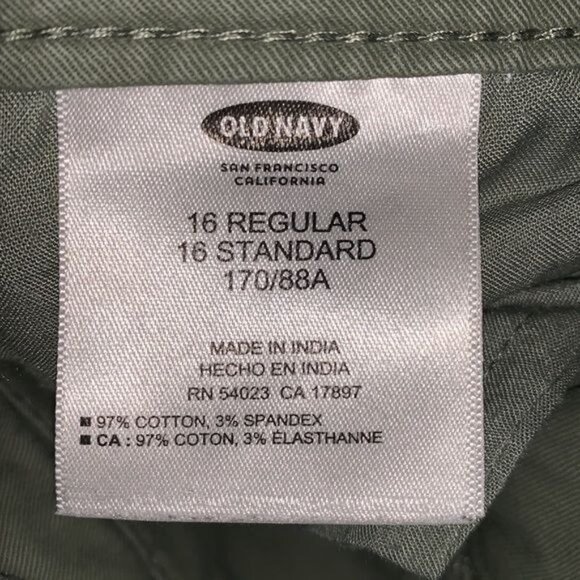 OLD NAVY
SAN FRANCISCO
CALIFORNIA
16 REGULAR
16 STANDARD
170/88A
MADE IN INDIA
HECHO EN INDIA
RN 54023 CA 17897
97% COTTON, 3% SPANDEX
CA : 97% COTON, 3% ÉLASTHANNE